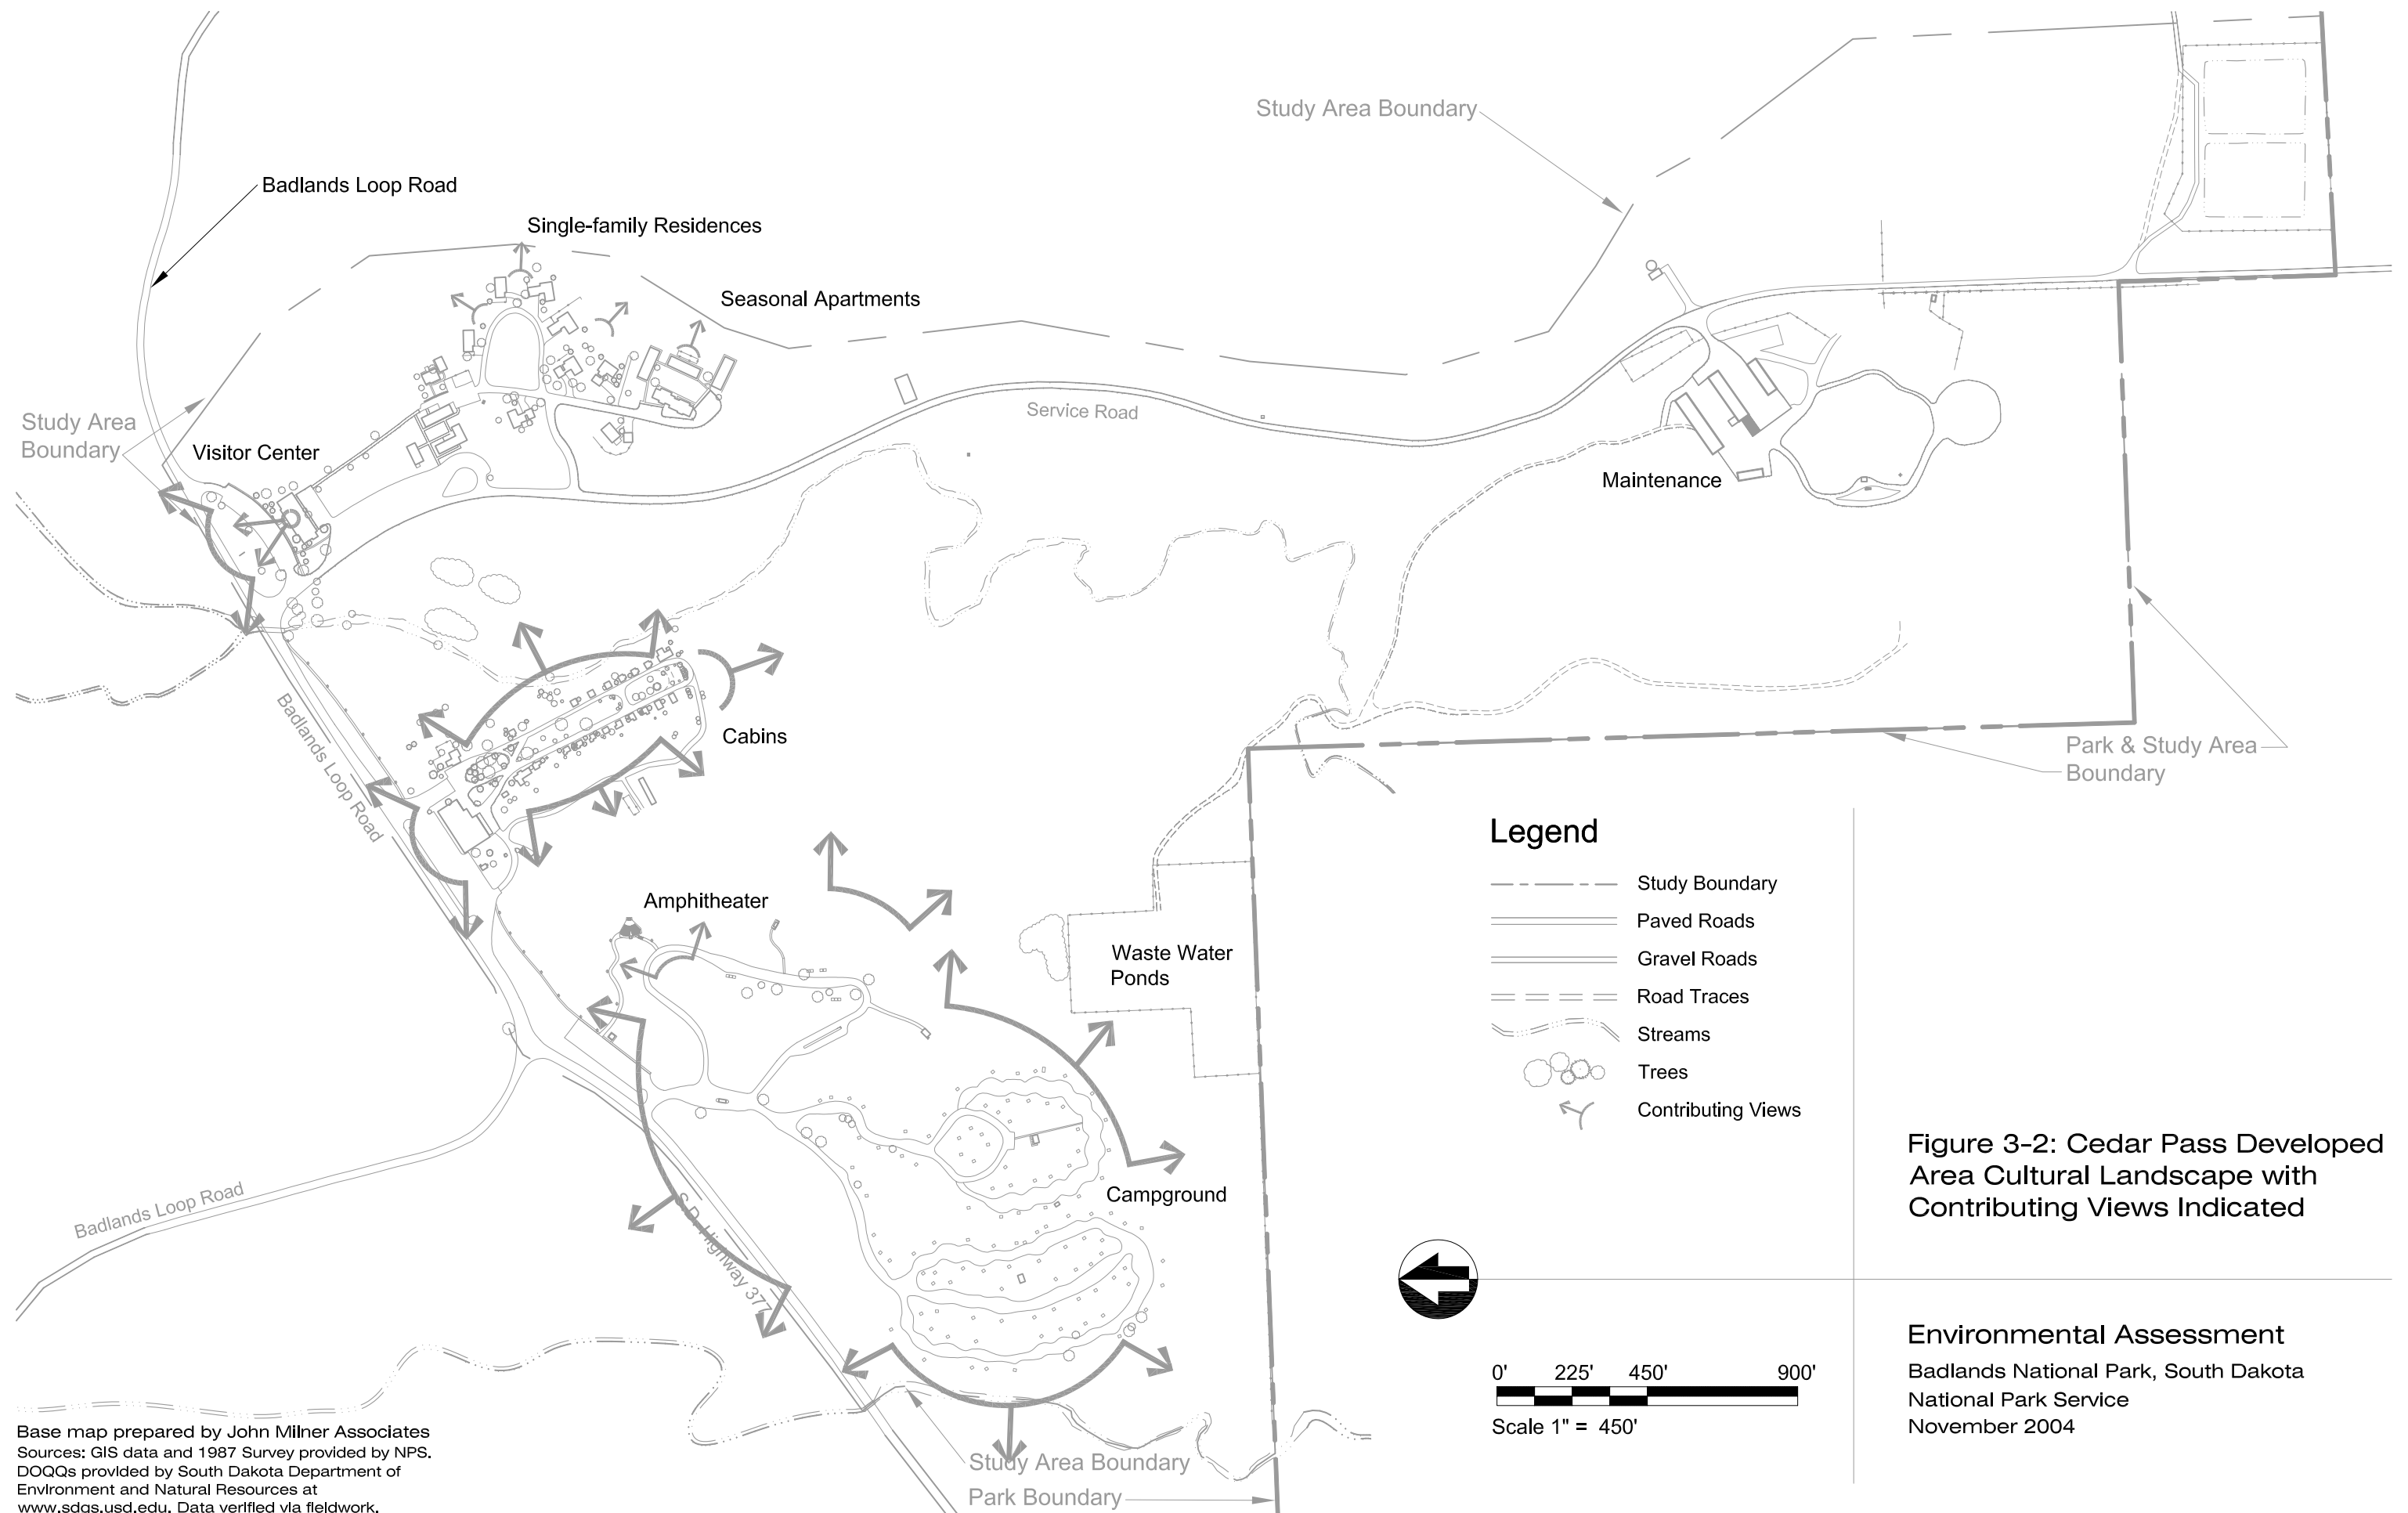 Study Area Boundary
Badlands Loop Road
Single-family Residences
Seasonal Apartments
Study Area
Boundary
Visitor Center
Service Road
Maintenance
Badlands Loop Road
Cabins
Park & Study Area
Boundary
Amphitheater
Waste Water
Ponds
Campground
Badlands Loop Road
S.D. Highway 377
Study Area Boundary
Park Boundary
Legend
Study Boundary
Paved Roads
Gravel Roads
Road Traces
Streams
Trees
Contributing Views
Figure 3-2: Cedar Pass Developed
Area Cultural Landscape with
Contributing Views Indicated
0' 225' 450' 900'
Scale 1" = 450'
Environmental Assessment
Badlands National Park, South Dakota
National Park Service
November 2004
Base map prepared by John Milner Associates
Sources: GIS data and 1987 Survey provided by NPS.
DOQQs provided by South Dakota Department of
Environment and Natural Resources at
www.sdgs.usd.edu. Data verified via fieldwork.